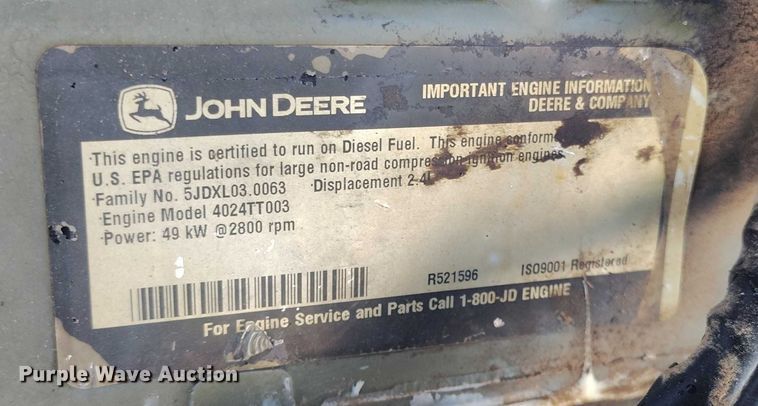 JOHN DEERE
IMPORTANT ENGINE INFORMATION
DEERE & COMPANY
·This engine is certified to run on Diesel Fuel. This engine
U.S. EPA regulations for large non-road compression ignition engines
·Family No. 5JDXL03.0063 ·Displacement 2.4L
·Engine Model 4024TT003
·Power: 49 kW @2800 rpm
R521596 ISO9001 Registered
For Engine Service and Parts Call 1-800-JD ENGINE
Purple Wave Auction®